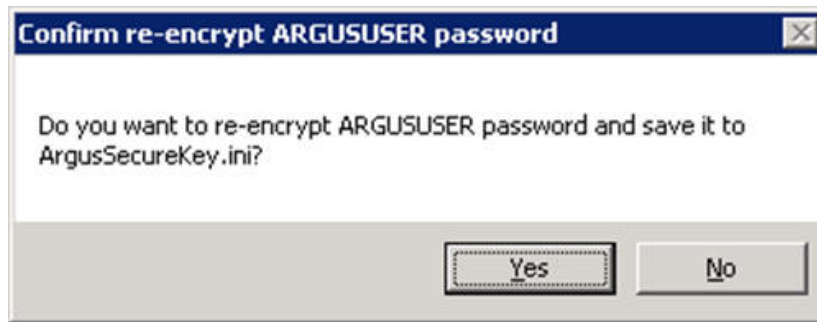 Confirm re-encrypt ARGUSUSER password
Do you want to re-encrypt ARGUSUSER password and save it to
ArgusSecureKey.ini?
Yes
No